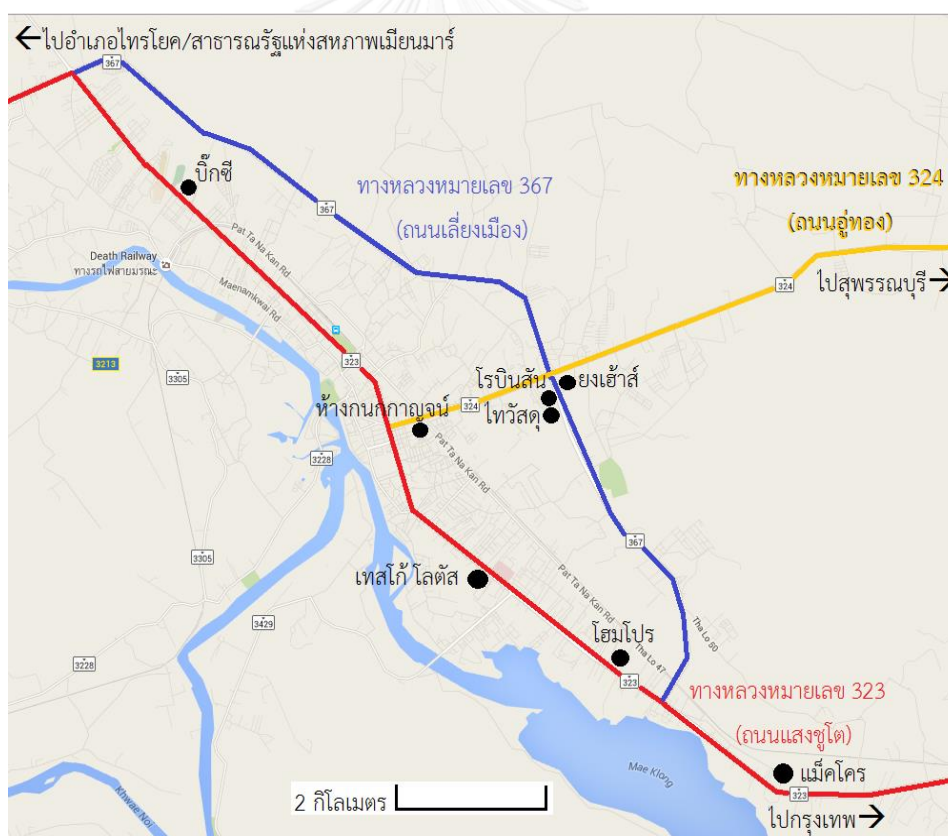 ←ไปอำเภอไทรโยค/สาธารณรัฐแห่งสหภาพเมียนมาร์
367
บิ๊กซี
ทางหลวงหมายเลข 367
(ถนนเลี่ยงเมือง)
ทางหลวงหมายเลข 324
(ถนนอู่ทอง)
367
Pat Ta Na Kan Rd
Death Railway
ทางรถไฟสายมรณะ
Maenamkwai Rd
324
ไปสุพรรณบุรี→
3213
3305
323
โรบินสัน
ยงเฮ้าส์
ห้างกนกกาญจน์
324
ไทวัสดุ
Pat Ta Na Kan Rd
3228
367
3305
เทสโก้ โลตัส
Pat Ta Na Kan Rd
3429
โฮมโปร
Tha Lo 90
Tha Lo 47
3228
323
ทางหลวงหมายเลข 323
(ถนนแสงชูโต)
Mae Klong
แม็คโคร
323
2 กิโลเมตร
Khwae Noi
ไปกรุงเทพ→